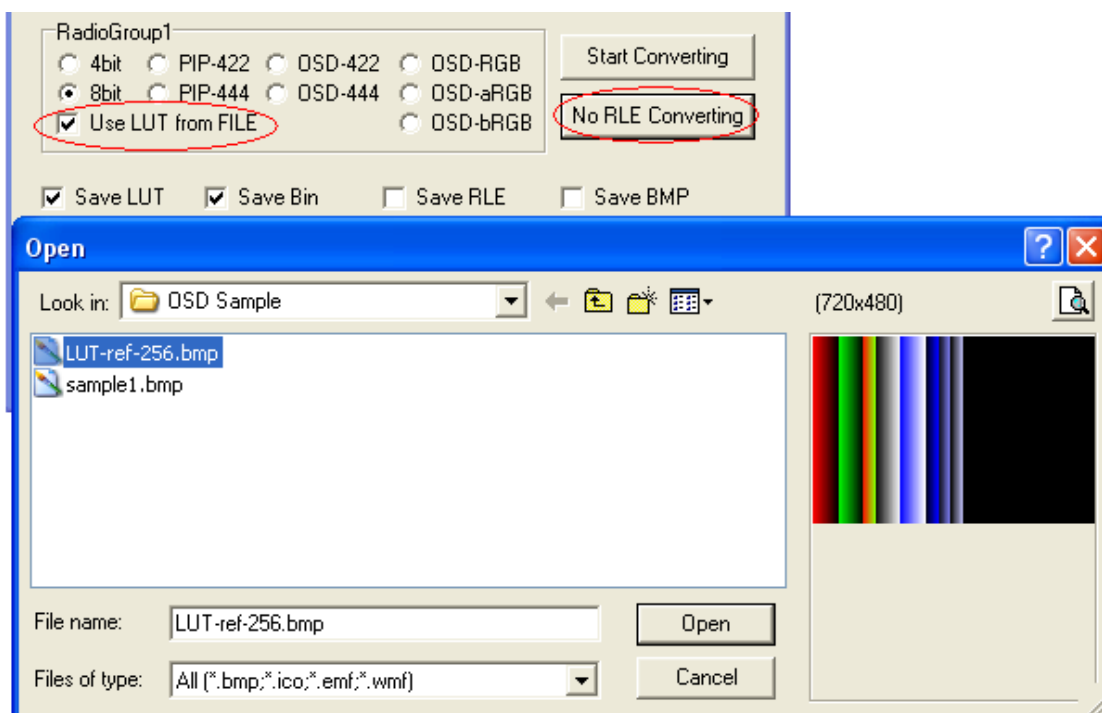 RadioGroup1
4bit PIP-422 OSD-422 OSD-RGB
8bit PIP-444 OSD-444 OSD-aRGB
Use LUT from FILE OSD-bRGB
Start Converting
No RLE Converting
Save LUT Save Bin Save RLE Save BMP
Open
Look in: OSD Sample (720x480)
LUT-ref-256.bmp
sample1.bmp
File name: LUT-ref-256.bmp Open
Files of type: All (*.bmp;*.ico;*.emf;*.wmf) Cancel